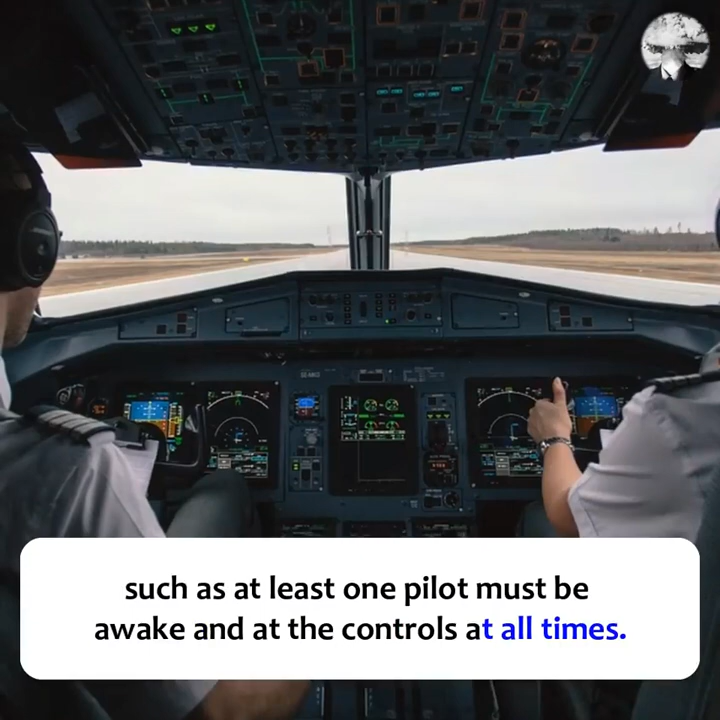 such as at least one pilot must be
awake and at the controls at all times.